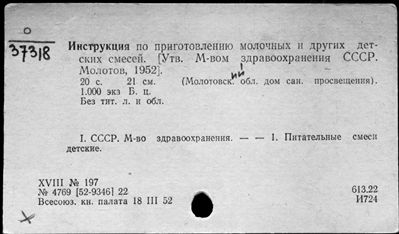 О
37318
Инструкция по приготовлению молочных и других дет-
ских смесей. [Утв. М-вом здравоохранения СССР.
Молотов, 1952].
20 с. 21 см. (Молотовск. ий обл. дом сан. просвещения).
1.000 экз Б. ц.
Без тит. л. и обл.
I. СССР. М-во здравоохранения. — — 1. Питательные смеси
детские.
XVIII № 197
№ 4769 [52-9346] 22
Всесоюз. кн. палата 18 III 52
613.22
И724